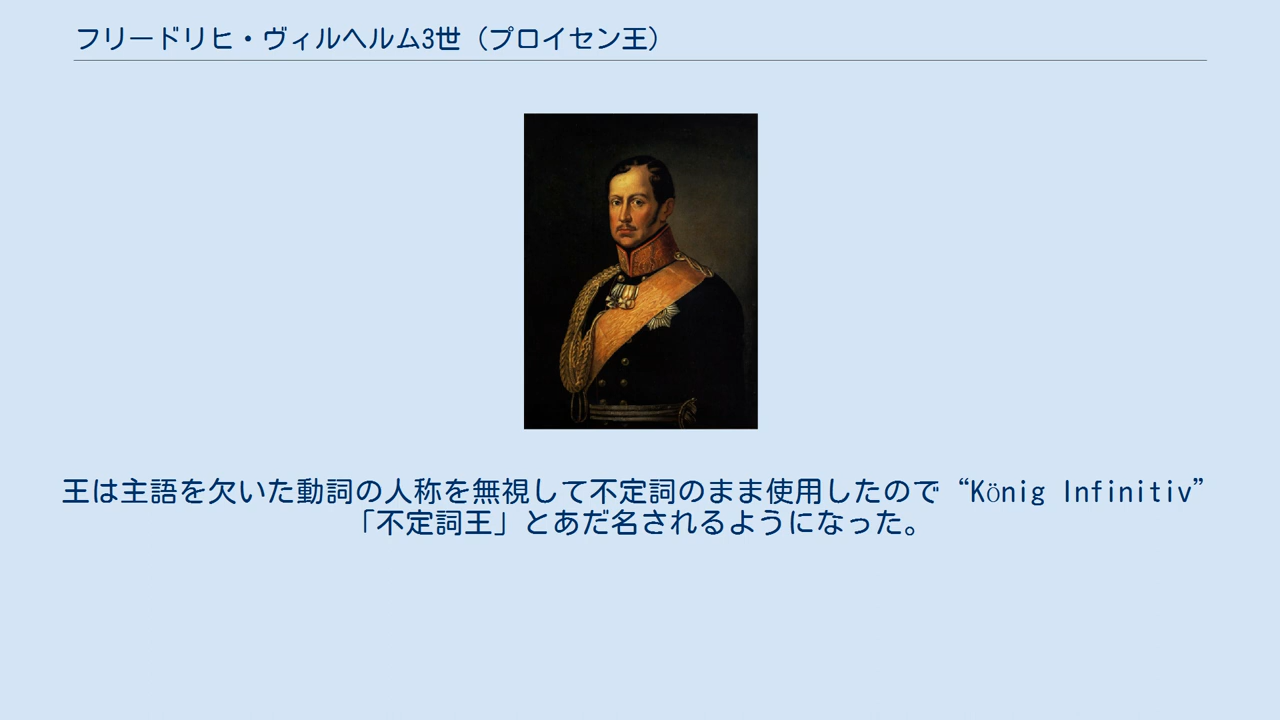 フリードリヒ・ヴィルヘルム3世（プロイセン王）
王は主語を欠いた動詞の人称を無視して不定詞のまま使用したので“König Infinitiv”
「不定詞王」とあだ名されるようになった。